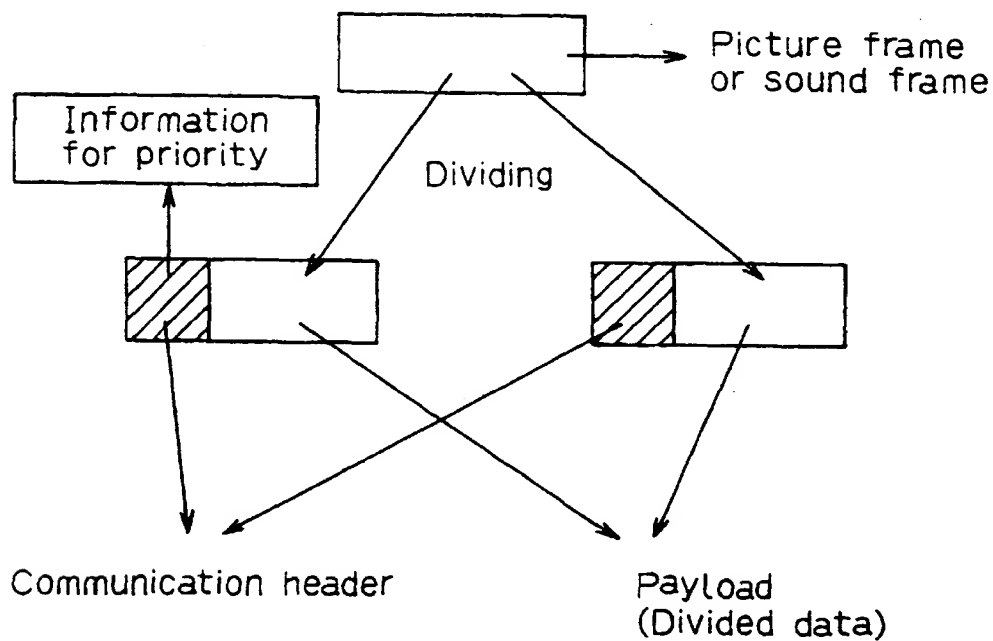 Picture frame
or sound frame
Information
for priority
Dividing
Communication header
Payload
(Divided data)